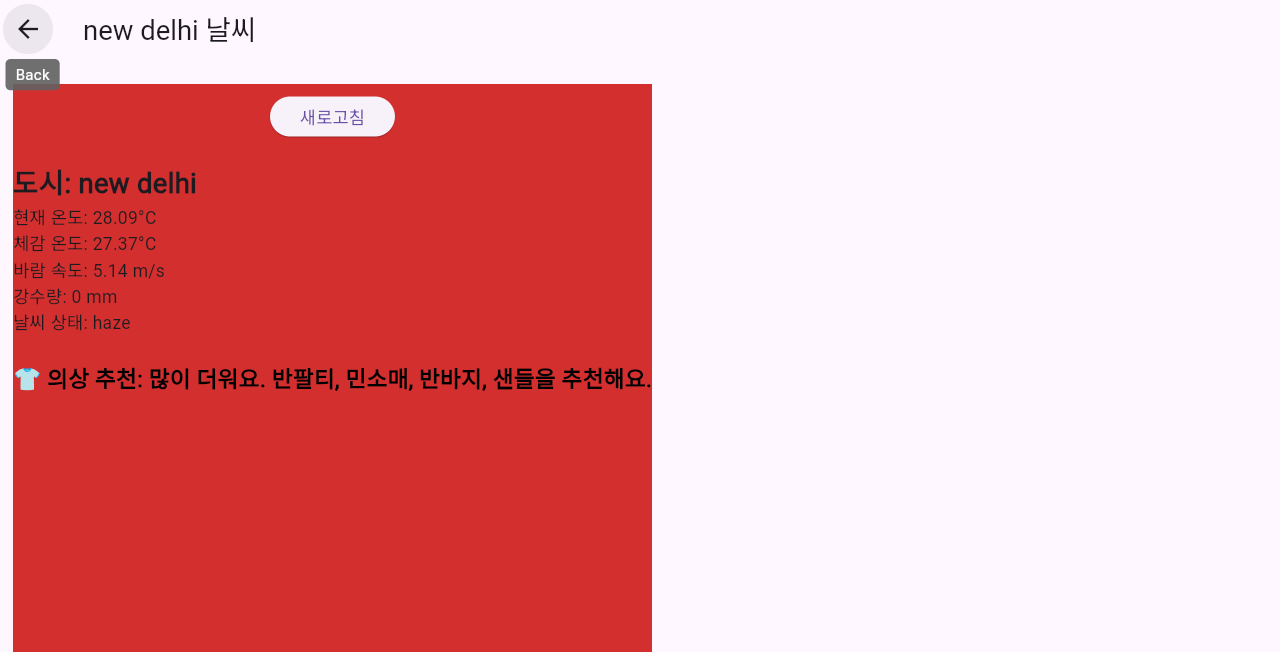 new delhi 날씨
Back
새로고침
도시: new delhi
현재 온도: 28.09°C
체감 온도: 27.37°C
바람 속도: 5.14 m/s
강수량: 0 mm
날씨 상태: haze
👕 의상 추천: 많이 더워요. 반팔티, 민소매, 반바지, 샌들을 추천해요.